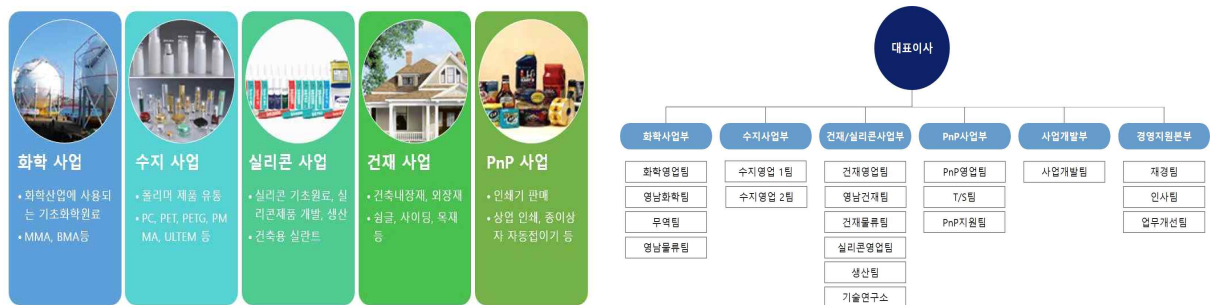 화학 사업
• 화학산업에 사용되
는 기초화학원료
• MMA, BMA등
수지 사업
• 폴리머 제품 유통
• PC, PET, PETG, PM
MA, ULTEM 등
실리콘 사업
• 실리콘 기초원료, 실
리콘제품 개발, 생산
• 건축용 실란트
건재 사업
• 건축내장재, 외장재
• 슁글, 사이딩, 목재
등
PnP 사업
• 인쇄기 판매
• 상업 인쇄, 종이상
자 자동접이기 등
대표이사
화학사업부
화학영업팀
영남화학팀
무역팀
영남물류팀
수지사업부
수지영업 1팀
수지영업 2팀
건재/실리콘사업부
건재영업팀
영남건재팀
건재물류팀
실리콘영업팀
생산팀
기술연구소
PnP사업부
PnP영업팀
T/S팀
PnP지원팀
사업개발부
사업개발팀
경영지원본부
재경팀
인사팀
업무개선팀